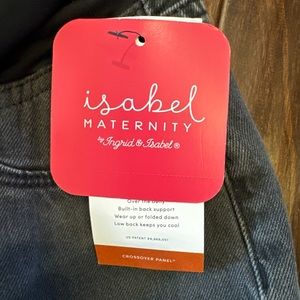 isabel
MATERNITY
by Ingrid & Isabel®
Over the belly
Built-in back support
Wear up or folded down
Low back keeps you cool
CROSSOVER PANEL®